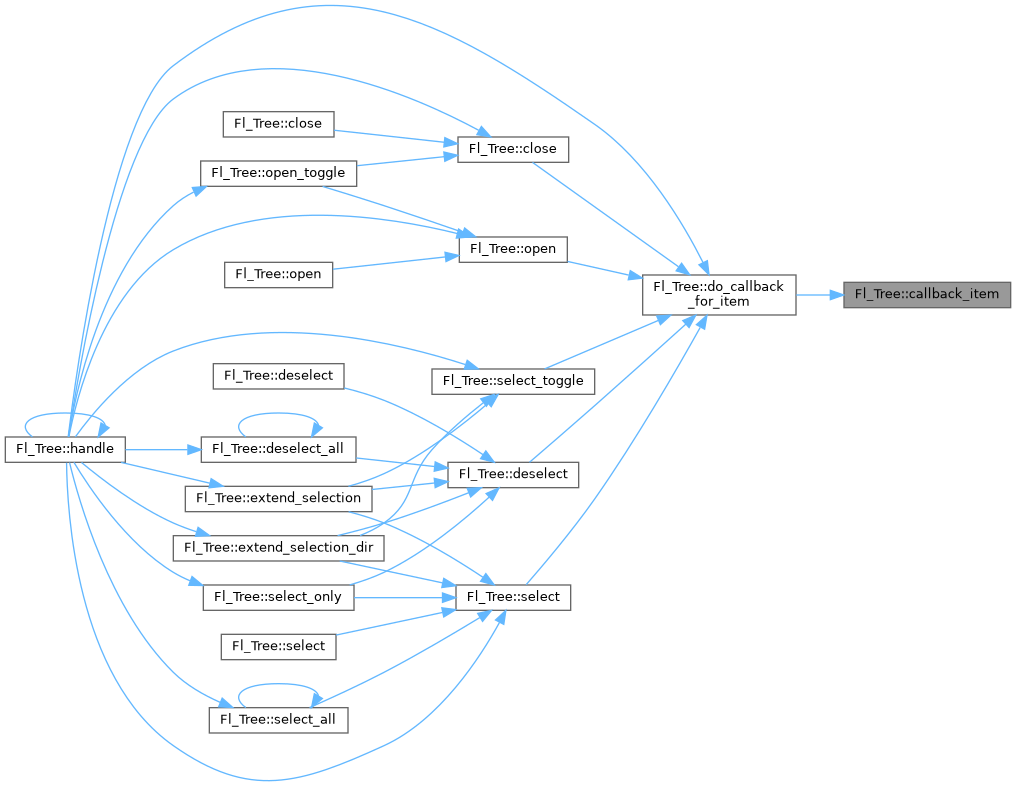 Fl_Tree::close
Fl_Tree::close
Fl_Tree::open_toggle
Fl_Tree::open
Fl_Tree::open
Fl_Tree::do_callback
_for_item
Fl_Tree::callback_item
Fl_Tree::deselect
Fl_Tree::select_toggle
Fl_Tree::handle
Fl_Tree::deselect_all
Fl_Tree::deselect
Fl_Tree::extend_selection
Fl_Tree::extend_selection_dir
Fl_Tree::select_only
Fl_Tree::select
Fl_Tree::select
Fl_Tree::select_all